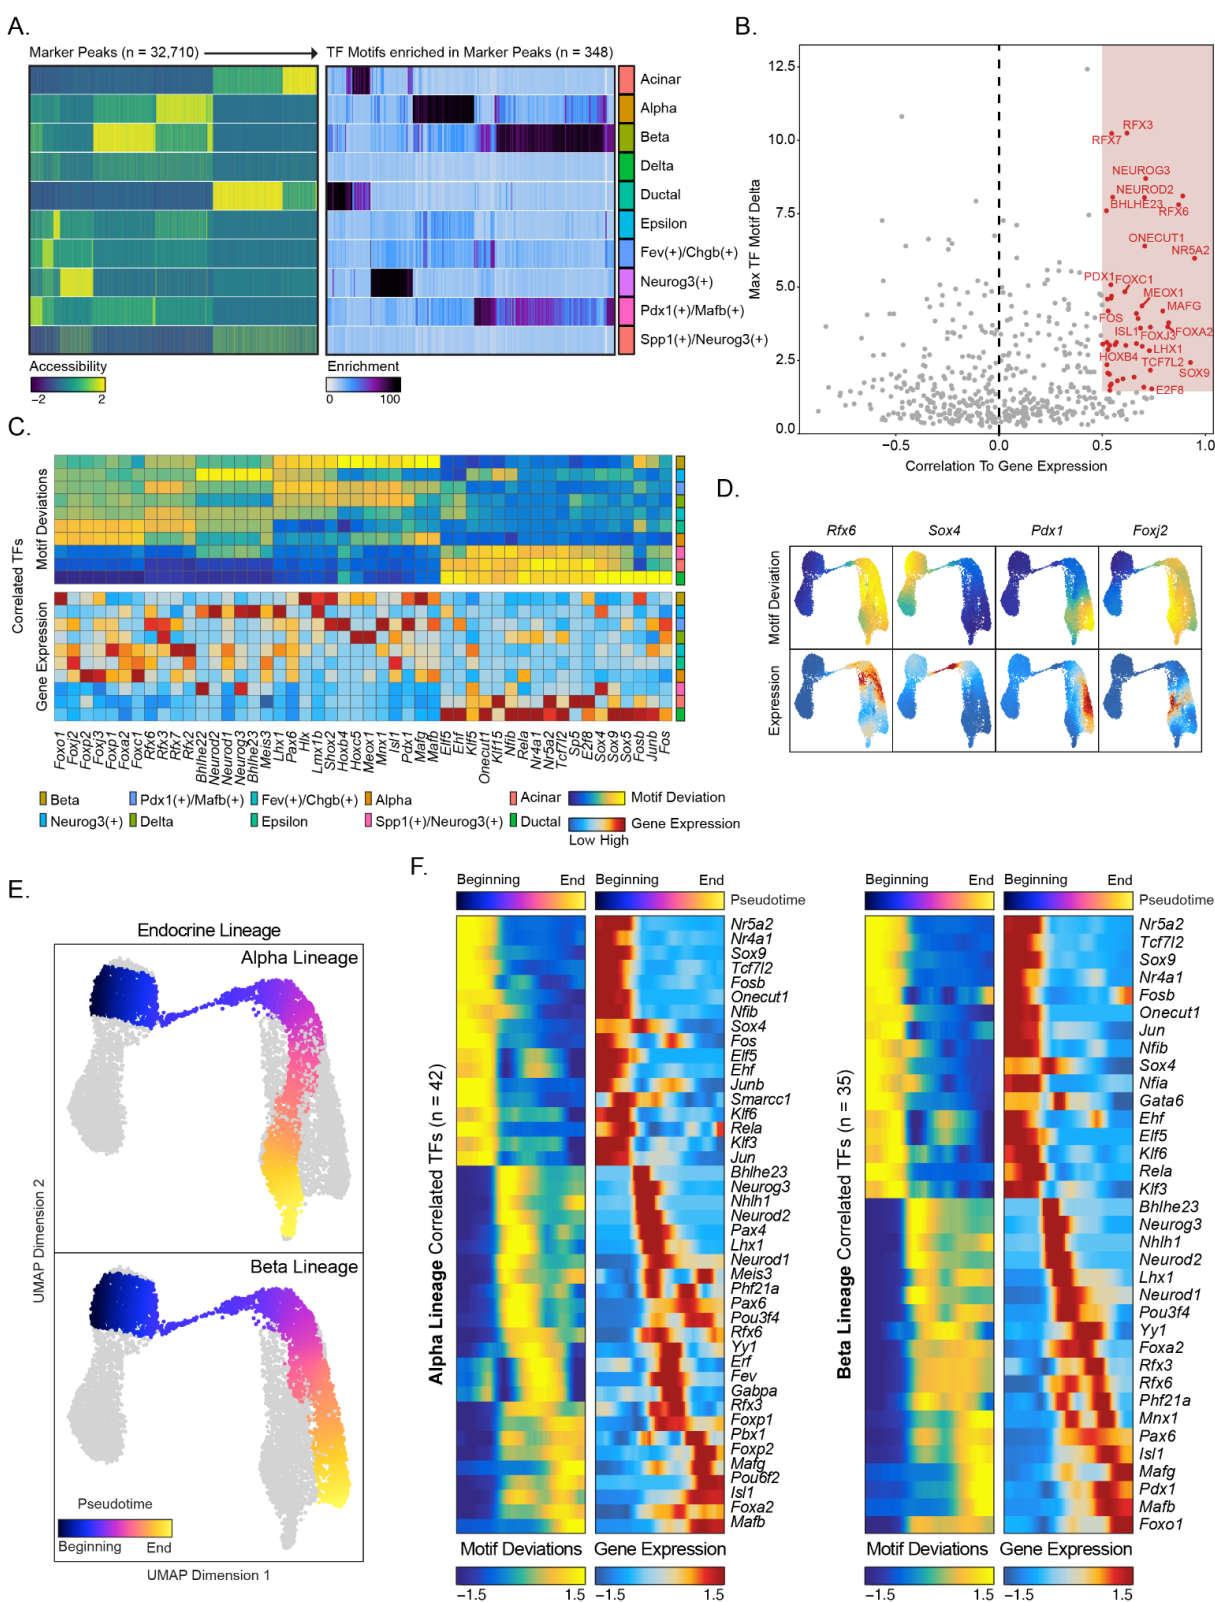 A.
Marker Peaks (n = 32,710)
TF Motifs enriched in Marker Peaks (n = 348)
Acinar
Alpha
Beta
Delta
Ductal
Epsilon
Fev(+)/Chgb(+)
Neurog3(+)
Pdx1(+)/Mafb(+)
Spp1(+)/Neurog3(+)
Accessibility
−2 2
Enrichment
0 100
B.
Max TF Motif Delta
12.5
10.0
7.5
5.0
2.5
0.0
RFX3
RFX7
NEUROG3
NEUROD2
BHLHE23
RFX6
ONECUT1
NR5A2
PDX1
FOXC1
MEOX1
MAFG
FOS
ISL1
FOXJ3
FOXA2
HOXB4
LHX1
TCF7L2
SOX9
E2F8
−0.5 0.0 0.5 1.0
Correlation To Gene Expression
C.
Correlated TFs
Motif Deviations
Gene Expression
Foxo1
Foxj2
Foxp2
Foxj3
Foxp1
Foxa2
Foxc1
Rfx6
Rfx3
Rfx7
Rfx2
Bhlhe22
Neurod2
Neurod1
Neurog3
Bhlhe23
Meis3
Lhx1
Pax6
Hlx
Lmx1b
Shox2
Hoxb4
Hoxc5
Meox1
Mnx1
Isl1
Pdx1
Mafg
Mafb
Elf5
Ehf
Klf5
Onecut1
Klf15
Nfib
Rela
Nr4a1
Nr5a2
Tcf7l2
Sp5
E2f8
Sox4
Sox9
Sox5
Fosb
Junb
Fos
Beta
Pdx1(+)/Mafb(+)
Fev(+)/Chgb(+)
Alpha
Acinar
Motif Deviation
Neurog3(+)
Delta
Epsilon
Spp1(+)/Neurog3(+)
Ductal
Gene Expression
Low High
D.
Rfx6 Sox4 Pdx1 Foxj2
Motif Deviation
Expression
E.
Endocrine Lineage
Alpha Lineage
Beta Lineage
Pseudotime
Beginning End
UMAP Dimension 2
UMAP Dimension 1
F.
Beginning End
Beginning End
Pseudotime
Alpha Lineage Correlated TFs (n = 42)
Nr5a2
Nr4a1
Sox9
Tcf7l2
Fosb
Onecut1
Nfib
Sox4
Fos
Elf5
Ehf
Junb
Smarcc1
Klf6
Rela
Klf3
Jun
Bhlhe23
Neurog3
Nhlh1
Neurod2
Pax4
Lhx1
Neurod1
Meis3
Phf21a
Pax6
Pou3f4
Rfx6
Yy1
Erf
Fev
Gabpa
Rfx3
Foxp1
Pbx1
Foxp2
Mafg
Pou6f2
Isl1
Foxa2
Mafb
Motif Deviations
Gene Expression
−1.5 1.5
−1.5 1.5
Beginning End
Beginning End
Pseudotime
Beta Lineage Correlated TFs (n = 35)
Nr5a2
Tcf7l2
Sox9
Nr4a1
Fosb
Onecut1
Jun
Nfib
Sox4
Nfia
Gata6
Ehf
Elf5
Klf6
Rela
Klf3
Bhlhe23
Neurog3
Nhlh1
Neurod2
Lhx1
Neurod1
Pou3f4
Yy1
Foxa2
Rfx3
Rfx6
Phf21a
Mnx1
Pax6
Isl1
Mafg
Pdx1
Mafb
Foxo1
Motif Deviations
Gene Expression
−1.5 1.5
−1.5 1.5